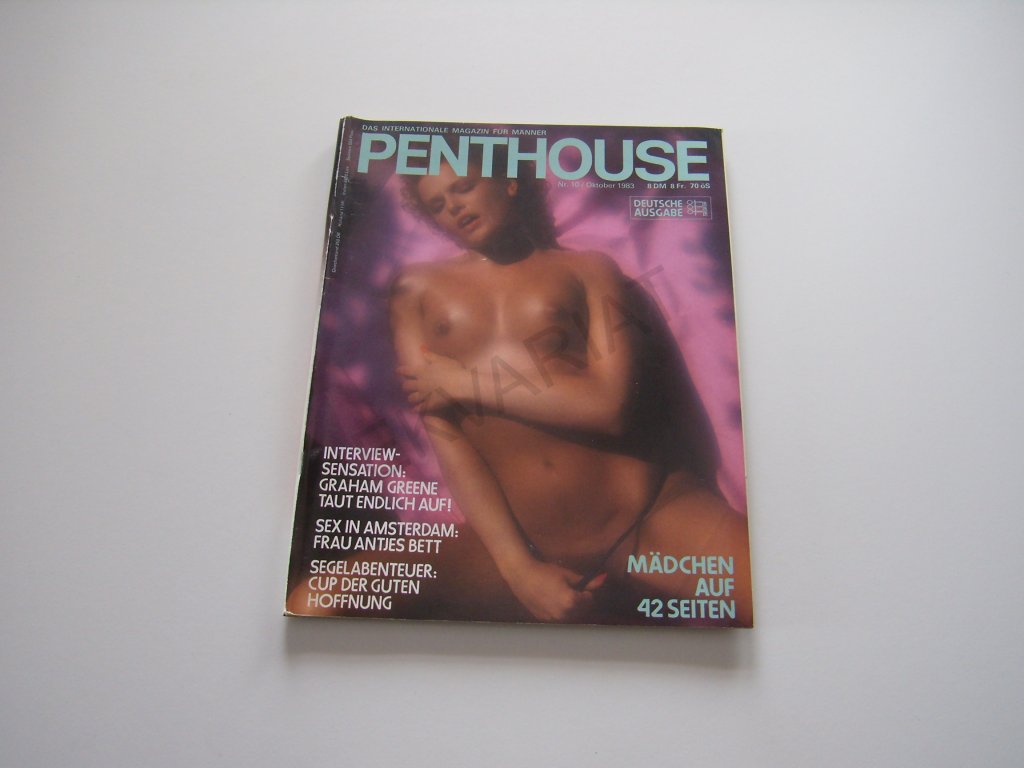 DAS INTERNATIONALE MAGAZIN FÜR MÄNNER
PENTHOUSE
Nr. 10 / Oktober 1983 8 DM 8 Fr. 70 öS
DEUTSCHE
AUSGABE
INTERVIEW-
SENSATION:
GRAHAM GREENE
TAUT ENDLICH AUF!
SEX IN AMSTERDAM:
FRAU ANTJES BETT
SEGELABENTEUER:
CUP DER GUTEN
HOFFNUNG
MÄDCHEN
AUF
42 SEITEN